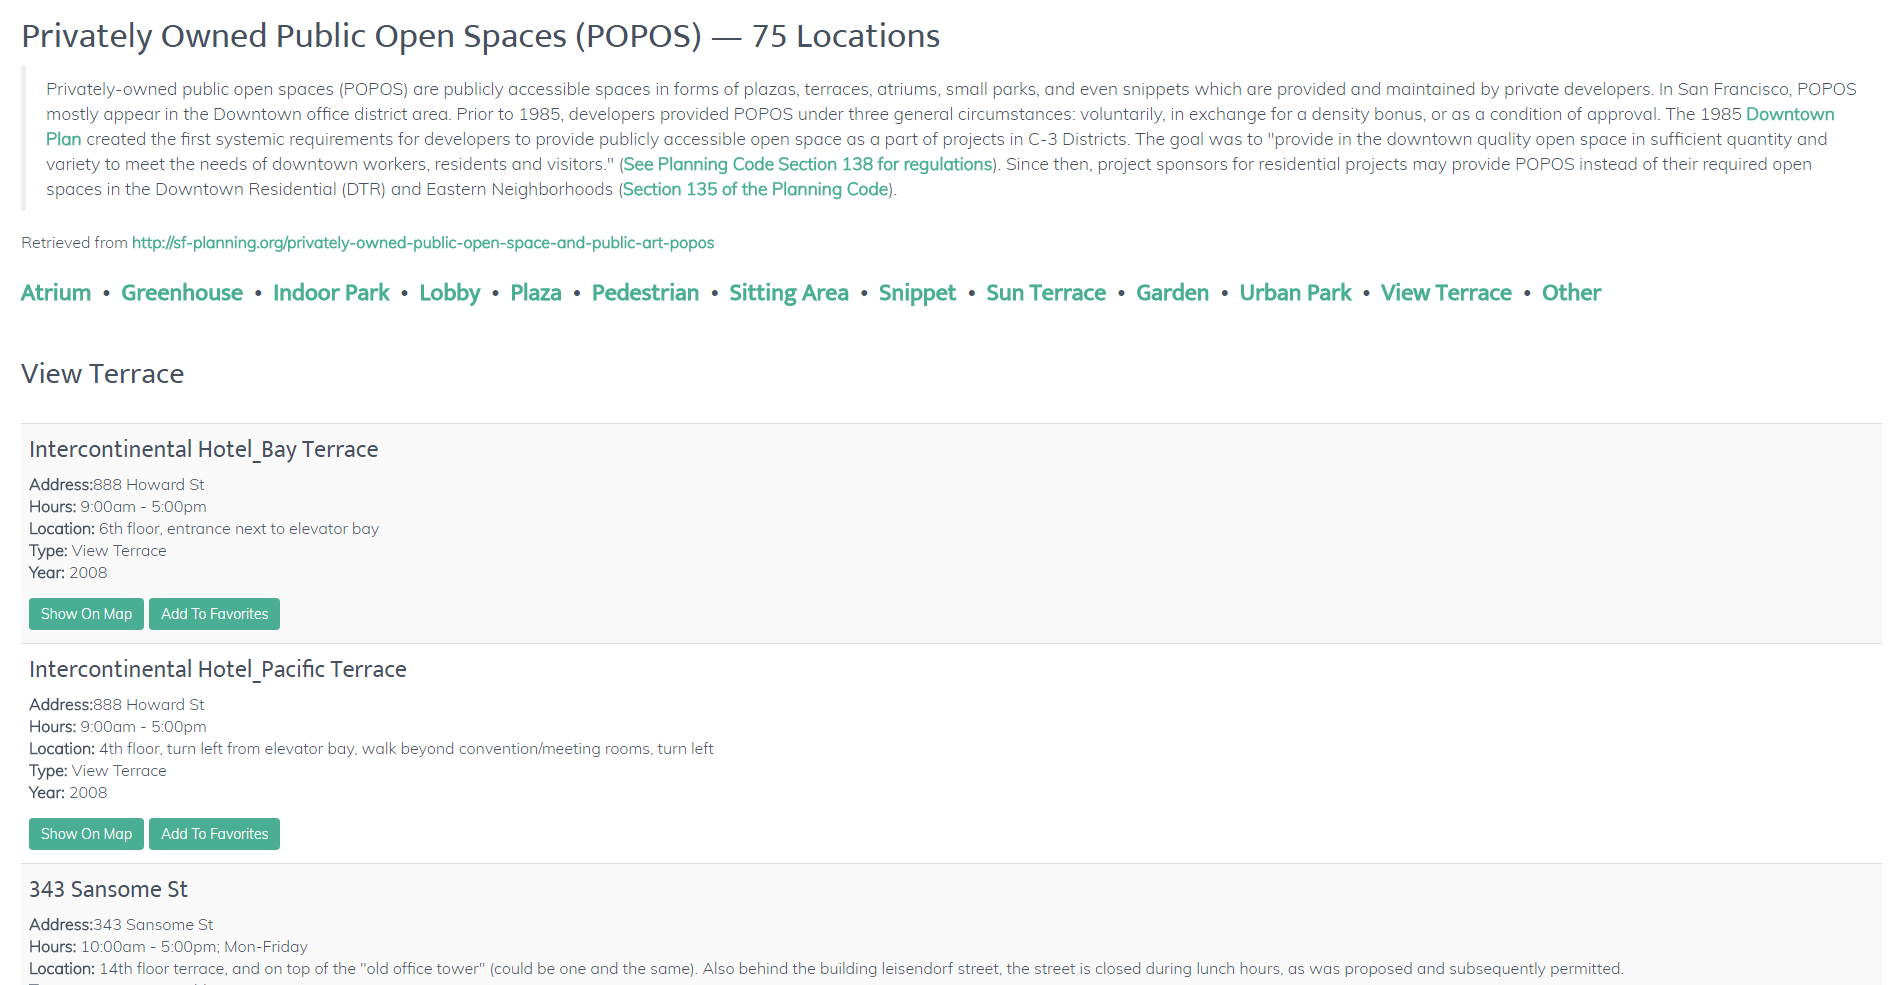 Privately Owned Public Open Spaces (POPOS) — 75 Locations
Privately-owned public open spaces (POPOS) are publicly accessible spaces in forms of plazas, terraces, atriums, small parks, and even snippets which are provided and maintained by private developers. In San Francisco, POPOS
mostly appear in the Downtown office district area. Prior to 1985, developers provided POPOS under three general circumstances: voluntarily, in exchange for a density bonus, or as a condition of approval. The 1985 Downtown
Plan created the first systemic requirements for developers to provide publicly accessible open space as a part of projects in C-3 Districts. The goal was to "provide in the downtown quality open space in sufficient quantity and
variety to meet the needs of downtown workers, residents and visitors." (See Planning Code Section 138 for regulations). Since then, project sponsors for residential projects may provide POPOS instead of their required open
spaces in the Downtown Residential (DTR) and Eastern Neighborhoods (Section 135 of the Planning Code).
Retrieved from http://sf-planning.org/privately-owned-public-open-space-and-public-art-popos
Atrium • Greenhouse • Indoor Park • Lobby • Plaza • Pedestrian • Sitting Area • Snippet • Sun Terrace • Garden • Urban Park • View Terrace • Other
View Terrace
Intercontinental Hotel_Bay Terrace
Address:888 Howard St
Hours: 9:00am - 5:00pm
Location: 6th floor, entrance next to elevator bay
Type: View Terrace
Year: 2008
Show On Map Add To Favorites
Intercontinental Hotel_Pacific Terrace
Address:888 Howard St
Hours: 9:00am - 5:00pm
Location: 4th floor, turn left from elevator bay, walk beyond convention/meeting rooms, turn left
Type: View Terrace
Year: 2008
Show On Map Add To Favorites
343 Sansome St
Address:343 Sansome St
Hours: 10:00am - 5:00pm; Mon-Friday
Location: 14th floor terrace, and on top of the "old office tower" (could be one and the same). Also behind the building leisendorf street, the street is closed during lunch hours, as was proposed and subsequently permitted.